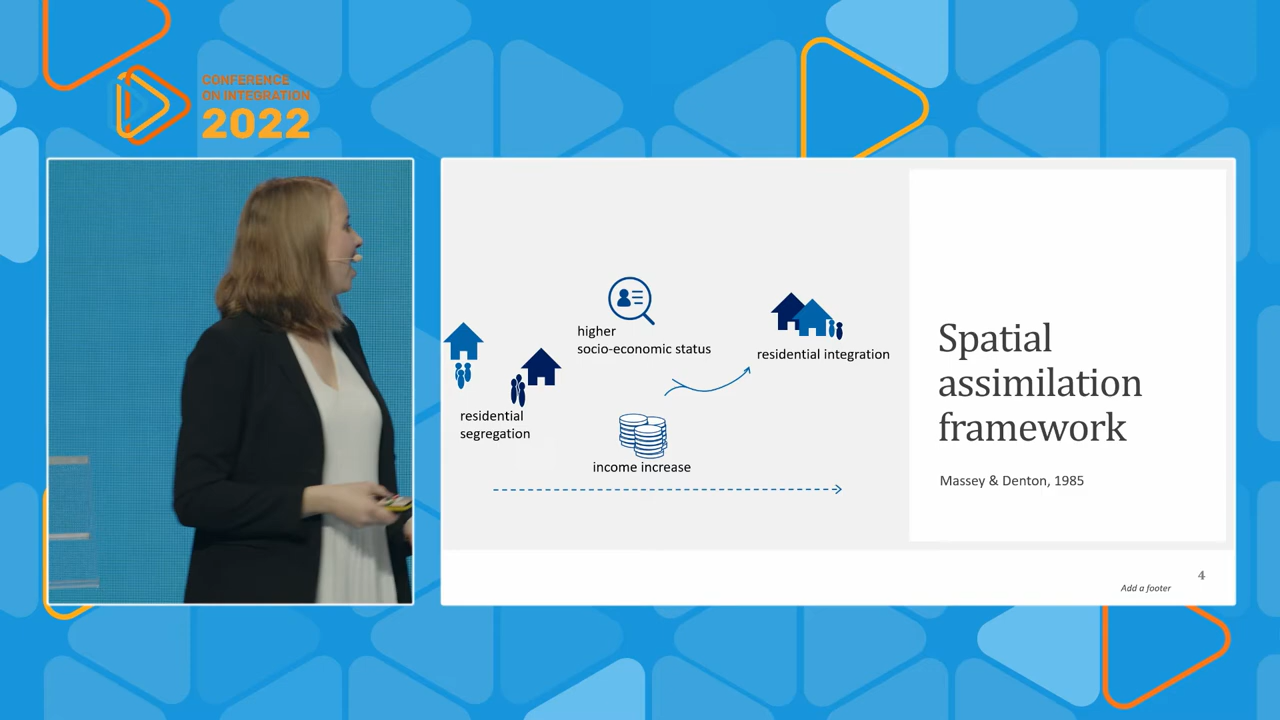 CONFERENCE
ON INTEGRATION
2022
higher
socio-economic status
residential integration
residential
segregation
income increase
Spatial
assimilation
framework
Massey & Denton, 1985
4
Add a footer